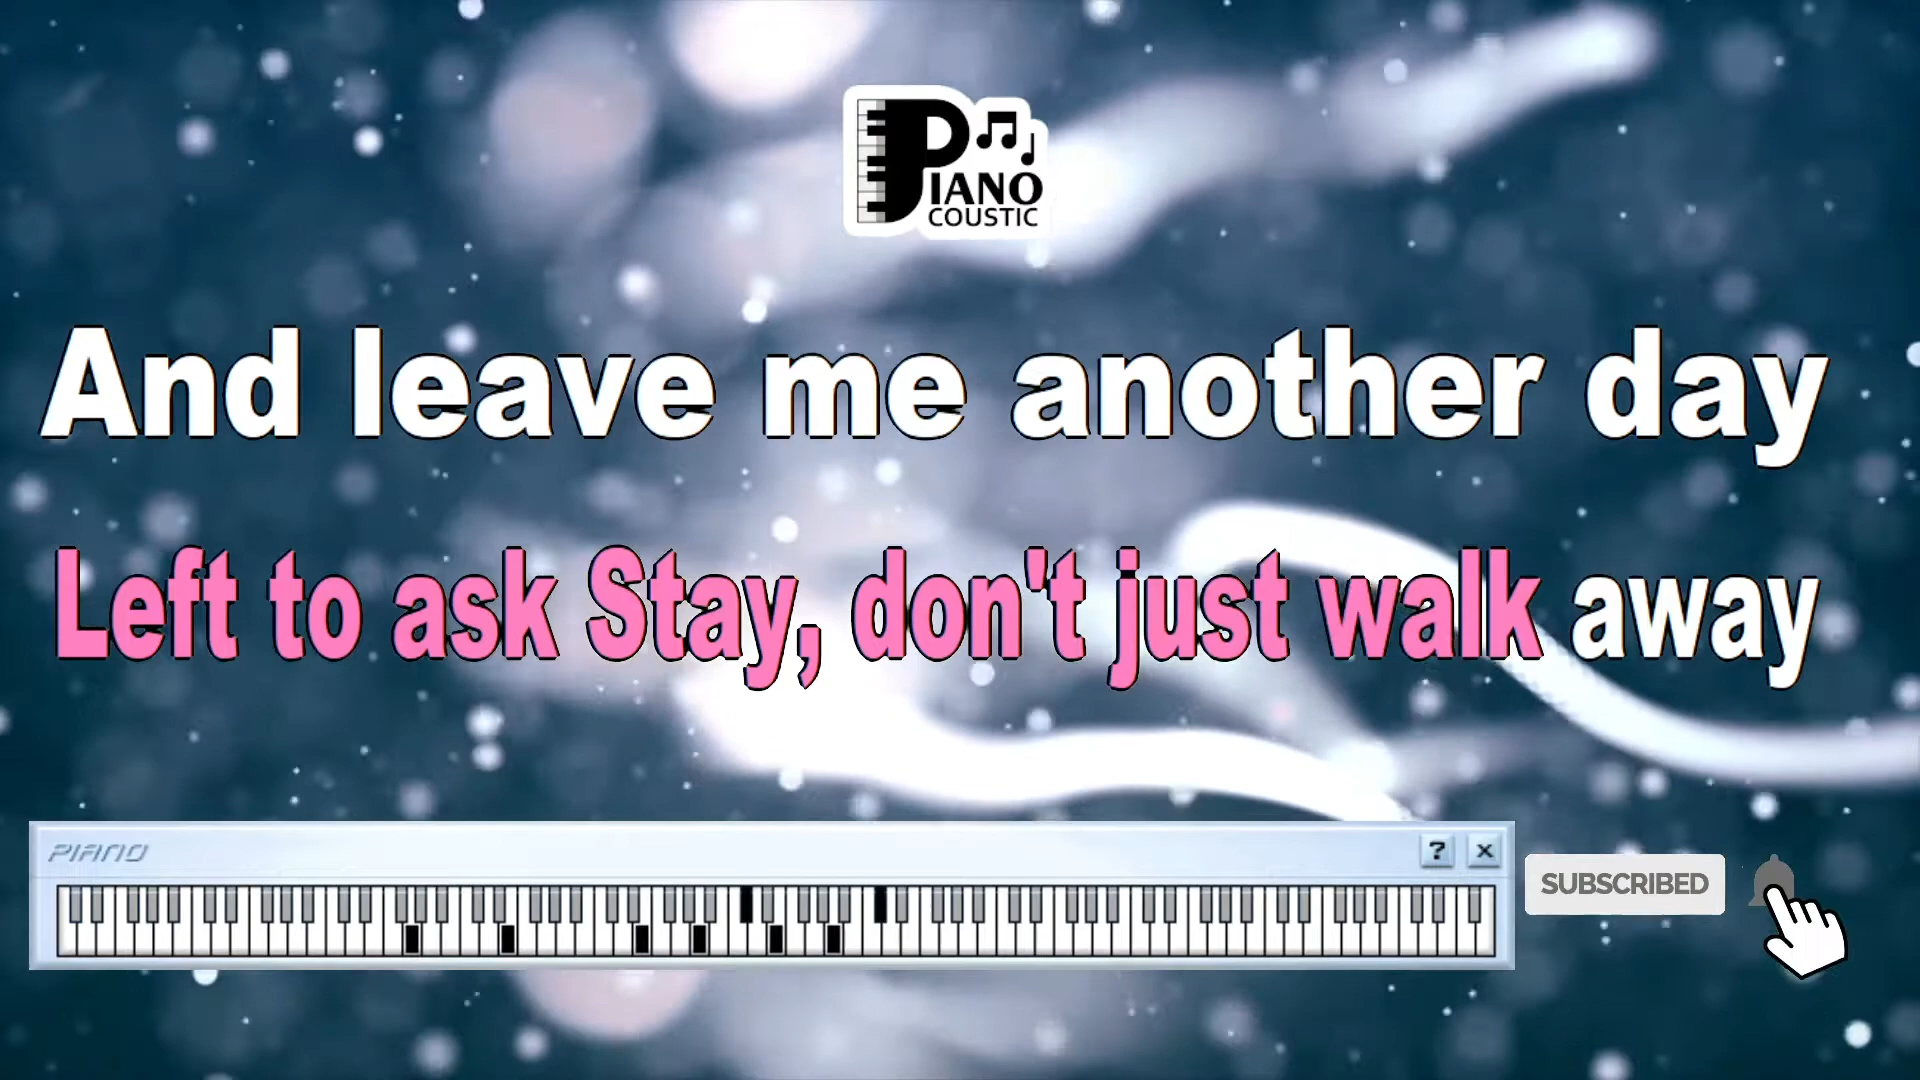 PIANO
COUSTIC
And leave me another day
Left to ask Stay, don't just walk away
PIANO
?
X
SUBSCRIBED